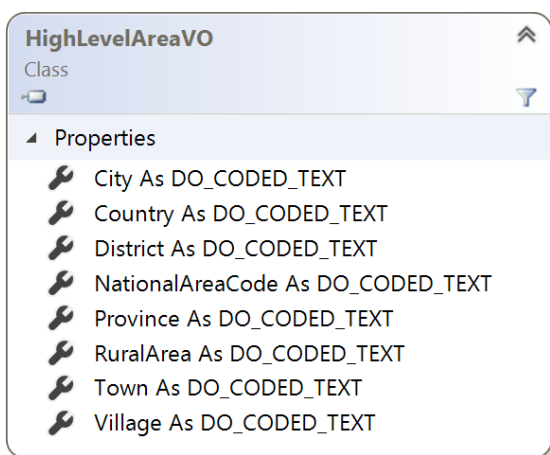 HighLevelAreaVO
Class
Properties
City As DO_CODED_TEXT
Country As DO_CODED_TEXT
District As DO_CODED_TEXT
NationalAreaCode As DO_CODED_TEXT
Province As DO_CODED_TEXT
RuralArea As DO_CODED_TEXT
Town As DO_CODED_TEXT
Village As DO_CODED_TEXT